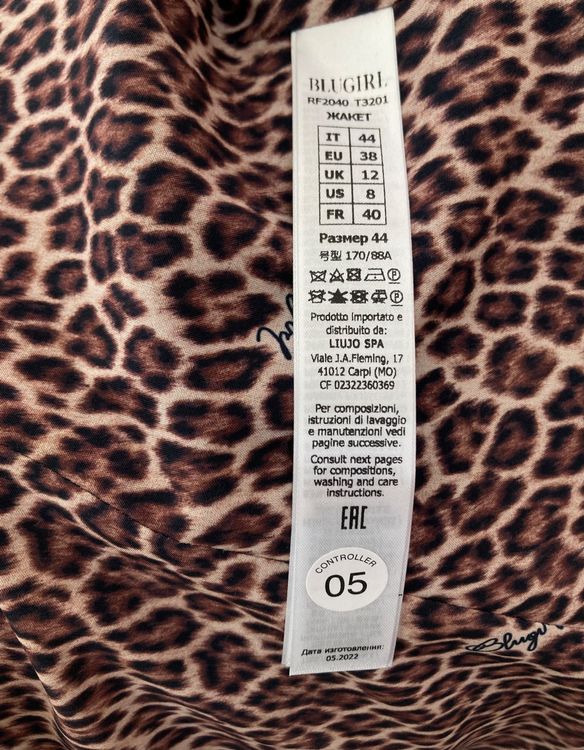 BLUGIRL
RF2040 T3201
ЖАКЕТ
IT 44
EU 38
UK 12
US 8
FR 40
Размер 44
号型 170/88A
Prodotto importato e
distribuito da:
LIUJO SPA
Viale J.A.Fleming, 17
41012 Carpi (MO)
CF 02322360369
Per composizioni,
istruzioni di lavaggio
e manutenzioni vedi
pagine successive.
Consult next pages
for compositions,
washing and care
instructions.
EAC
CONTROLLER
05
Дата изготовления:
05.2022